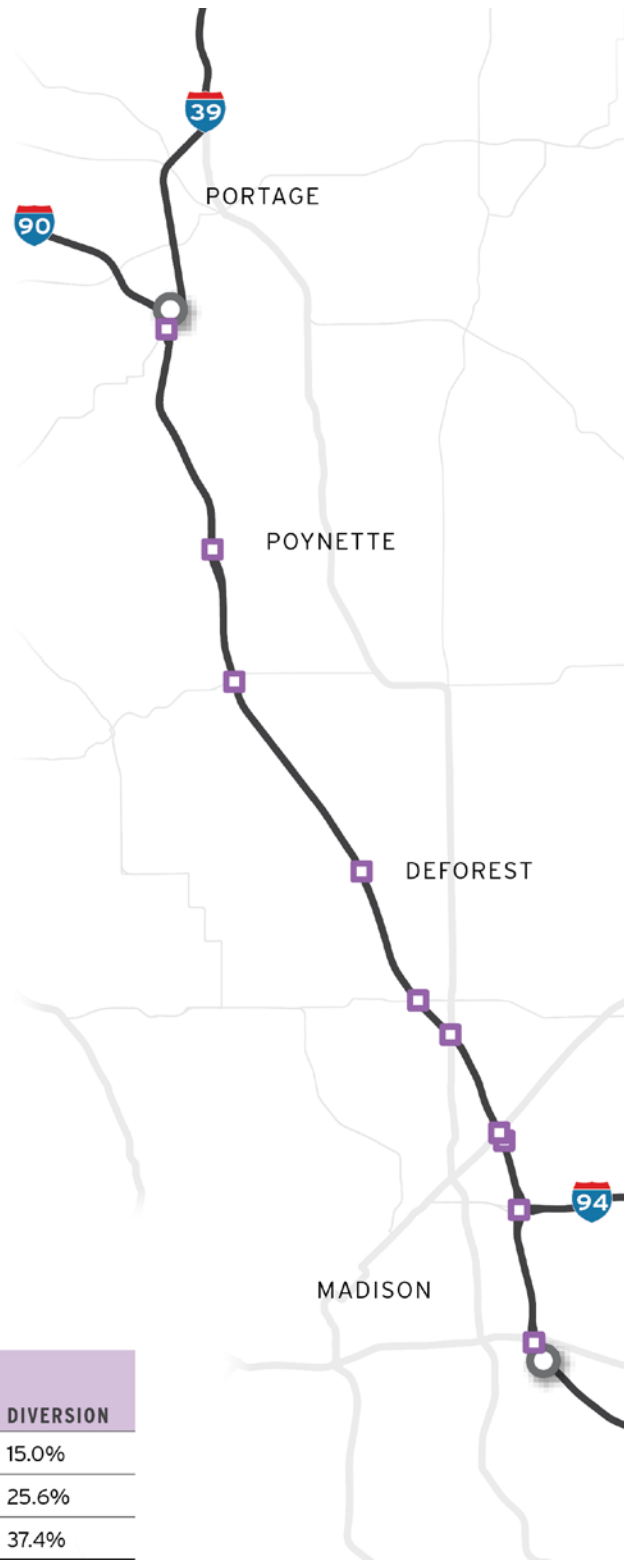 39
PORTAGE
90
POYNETTE
DEFOREST
94
MADISON
DIVERSION
15.0%
25.6%
37.4%